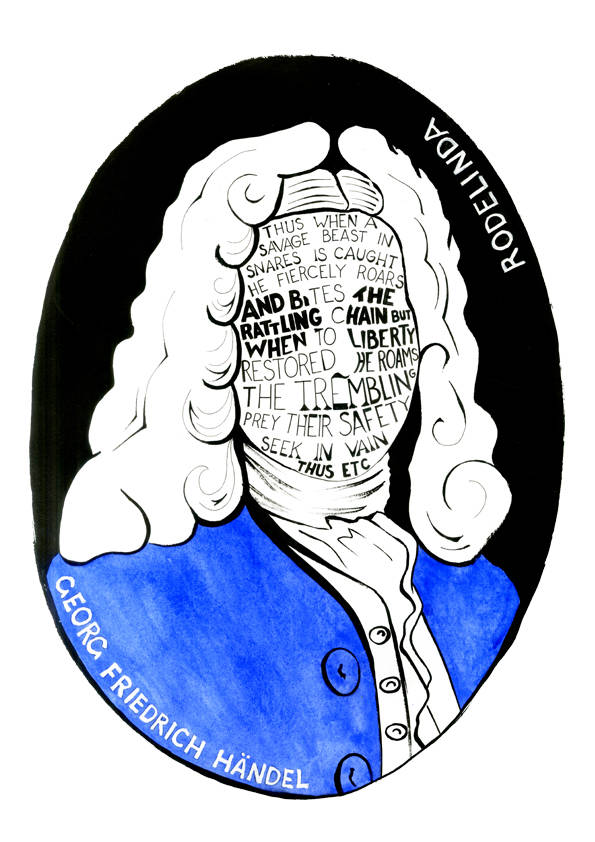 RODELINDA
THUS WHEN A
SAVAGE BEAST IN
SNARES IS CAUGHT
HE FIERCELY ROARS
AND BITES THE
RATTLING CHAIN BUT
WHEN TO LIBERTY
RESTORED HE ROAMS
THE TREMBLING
PREY THEIR SAFETY
SEEK IN VAIN
THUS ETC
GEORG FRIEDRICH HÄNDEL